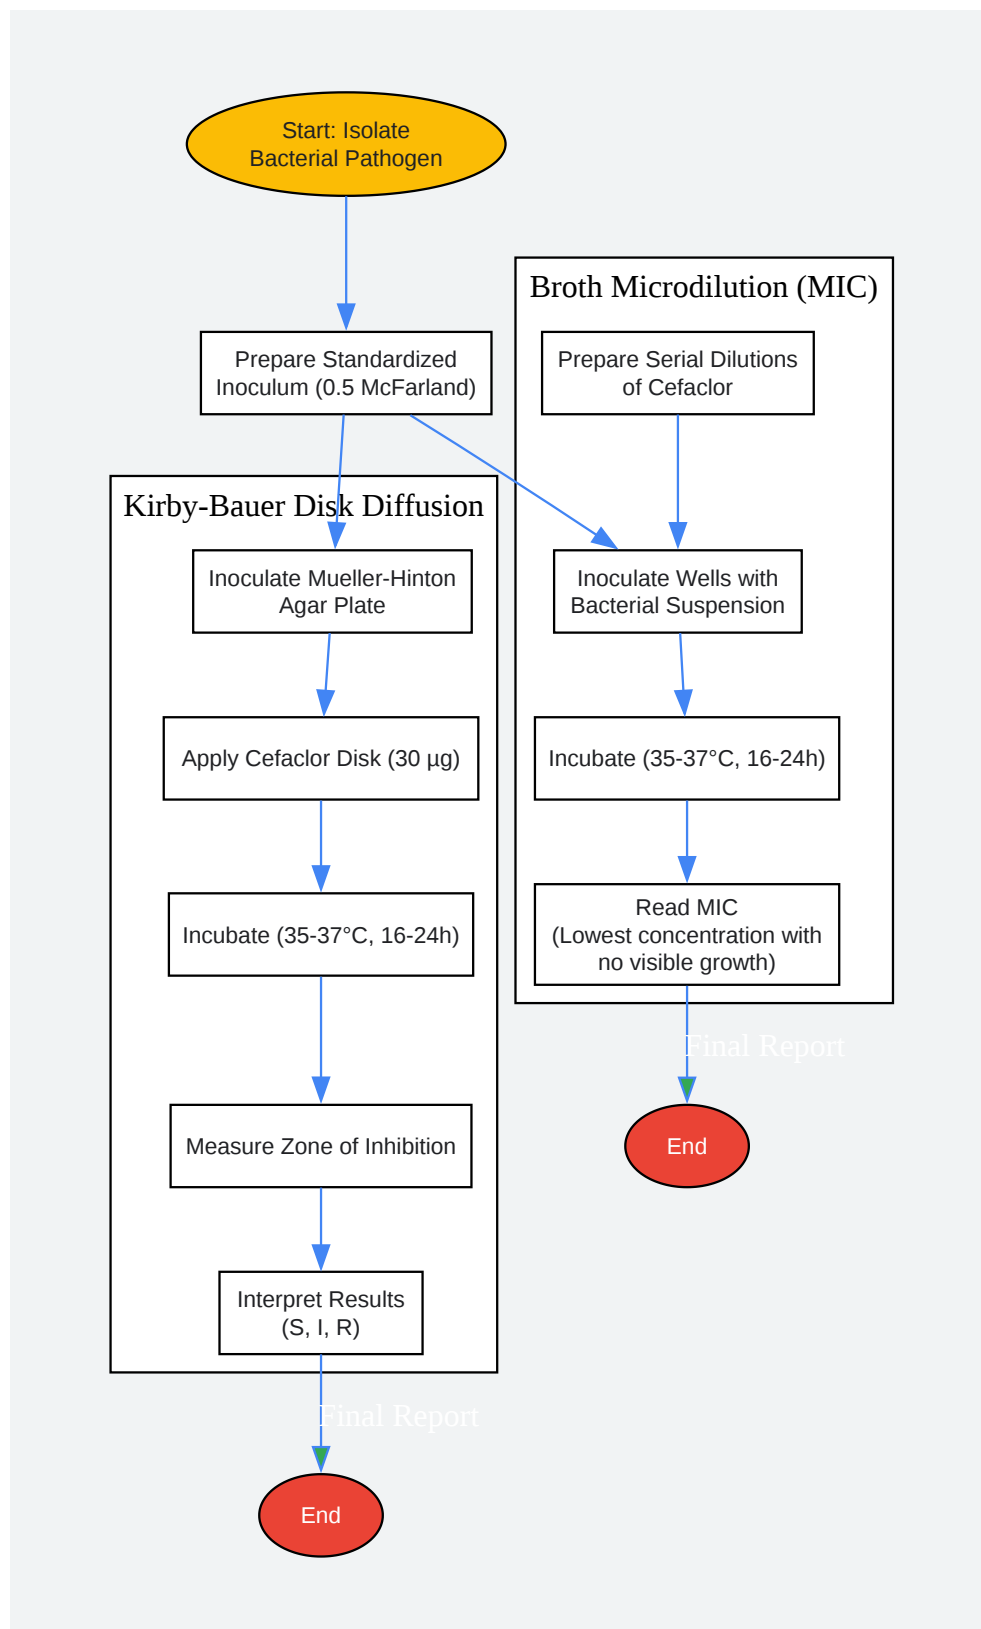 Start: Isolate
Bacterial Pathogen
Prepare Standardized
Inoculum (0.5 McFarland)
Broth Microdilution (MIC)
Prepare Serial Dilutions
of Cefaclor
Inoculate Wells with
Bacterial Suspension
Incubate (35-37°C, 16-24h)
Read MIC
(Lowest concentration with
no visible growth)
Final Report
End
Kirby-Bauer Disk Diffusion
Inoculate Mueller-Hinton
Agar Plate
Apply Cefaclor Disk (30 µg)
Incubate (35-37°C, 16-24h)
Measure Zone of Inhibition
Interpret Results
(S, I, R)
Final Report
End